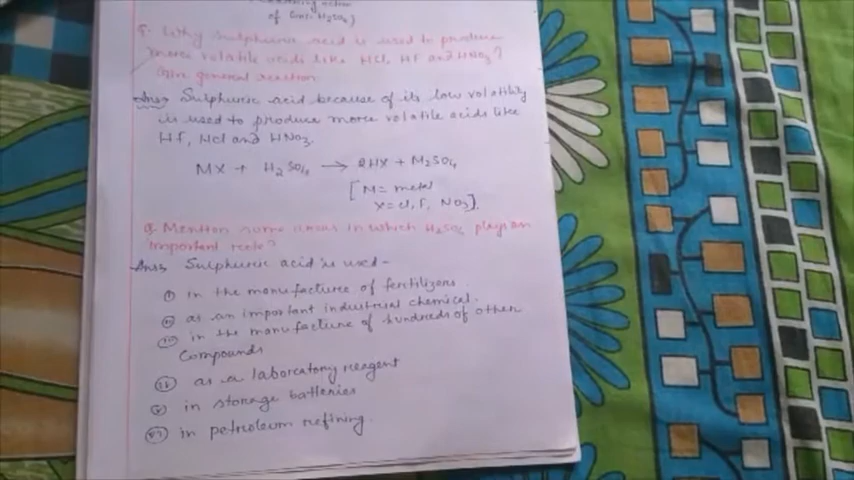 of Conc. H2SO4)
Q. Why Sulphuric acid is used to produce
more volatile acids like HCl, HF and HNO3?
Give general reaction.
Ans> Sulphuric acid because of its low volatility
is used to produce more volatile acids like
HF, HCl and HNO3.
MX + H2SO4 → 2HX + M2SO4
[M= metal
X=Cl, F, NO3].
Q. Mention some areas in which H2SO4 plays an
important role?
Ans> Sulphuric acid is used -
(i) in the manufacture of fertilizers.
(ii) as an important industrial chemical.
(iii) in the manufacture of hundreds of other
Compounds
(iv) as a laboratory reagent
(v) in storage batteries
(vi) in petroleum refining.